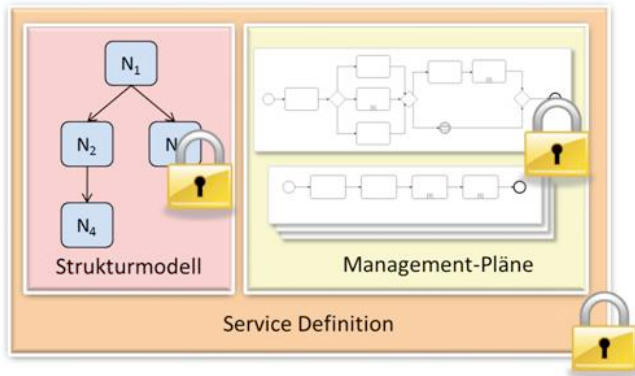 N₁
N₂
N
N₄
Strukturmodell
Management-Pläne
Service Definition